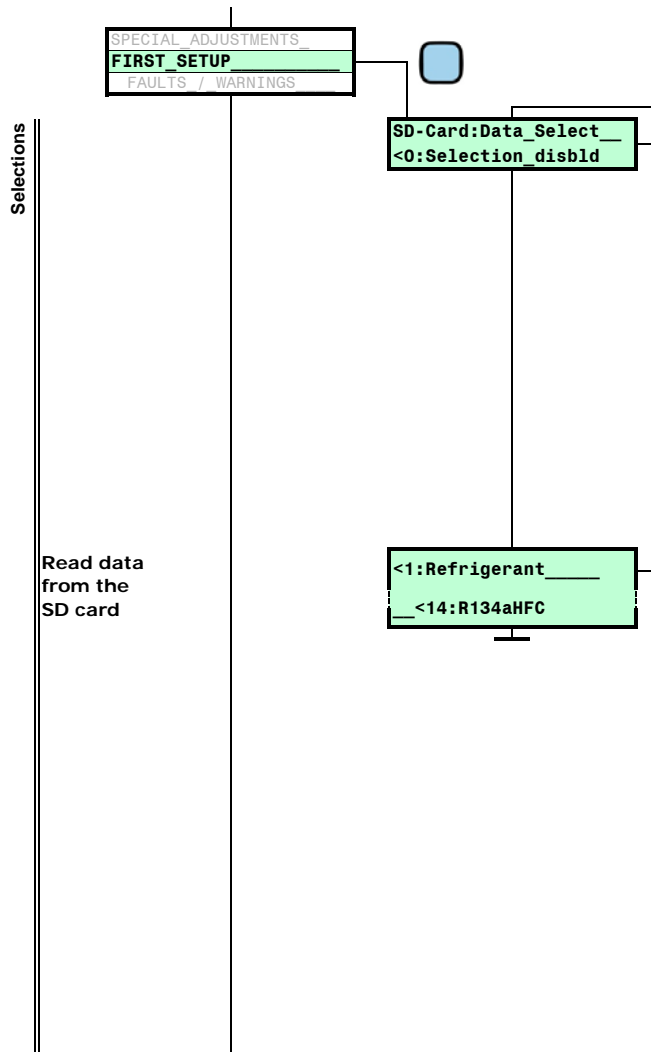 SPECIAL_ADJUSTMENTS_
FIRST_SETUP___________
FAULTS_/_WARNINGS____
Selections
SD-Card:Data_Select__
<0:Selection_disbld
Read data
from the
SD card
<1:Refrigerant_____
__<14:R134aHFC